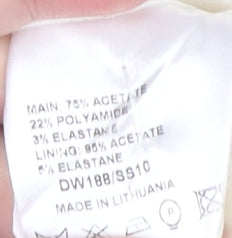 MAIN: 75% ACETATE
22% POLYAMIDE
3% ELASTANE
LINING: 95% ACETATE
5% ELASTANE
DW188/SS10
MADE IN LITHUANIA
P